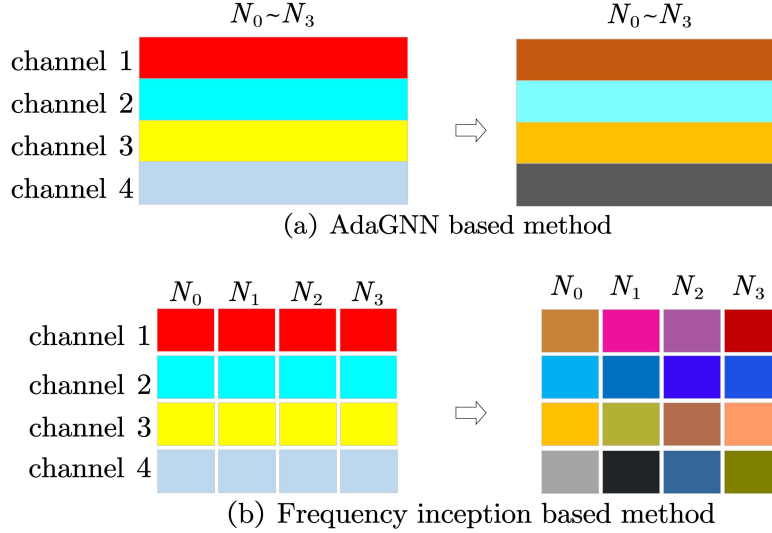 N₀~N₃ N₀~N₃
channel 1
channel 2
channel 3
channel 4
(a) AdaGNN based method
N₀ N₁ N₂ N₃ N₀ N₁ N₂ N₃
channel 1
channel 2
channel 3
channel 4
(b) Frequency inception based method